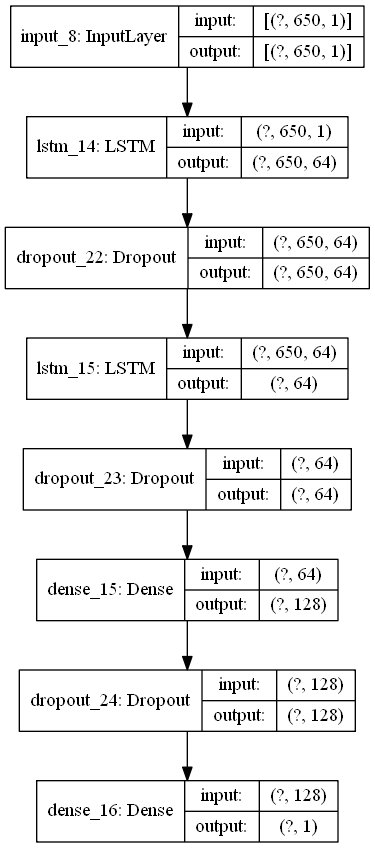 input_8: InputLayer
input: [(?, 650, 1)]
output: [(?, 650, 1)]
lstm_14: LSTM
input: (?, 650, 1)
output: (?, 650, 64)
dropout_22: Dropout
input: (?, 650, 64)
output: (?, 650, 64)
lstm_15: LSTM
input: (?, 650, 64)
output: (?, 64)
dropout_23: Dropout
input: (?, 64)
output: (?, 64)
dense_15: Dense
input: (?, 64)
output: (?, 128)
dropout_24: Dropout
input: (?, 128)
output: (?, 128)
dense_16: Dense
input: (?, 128)
output: (?, 1)